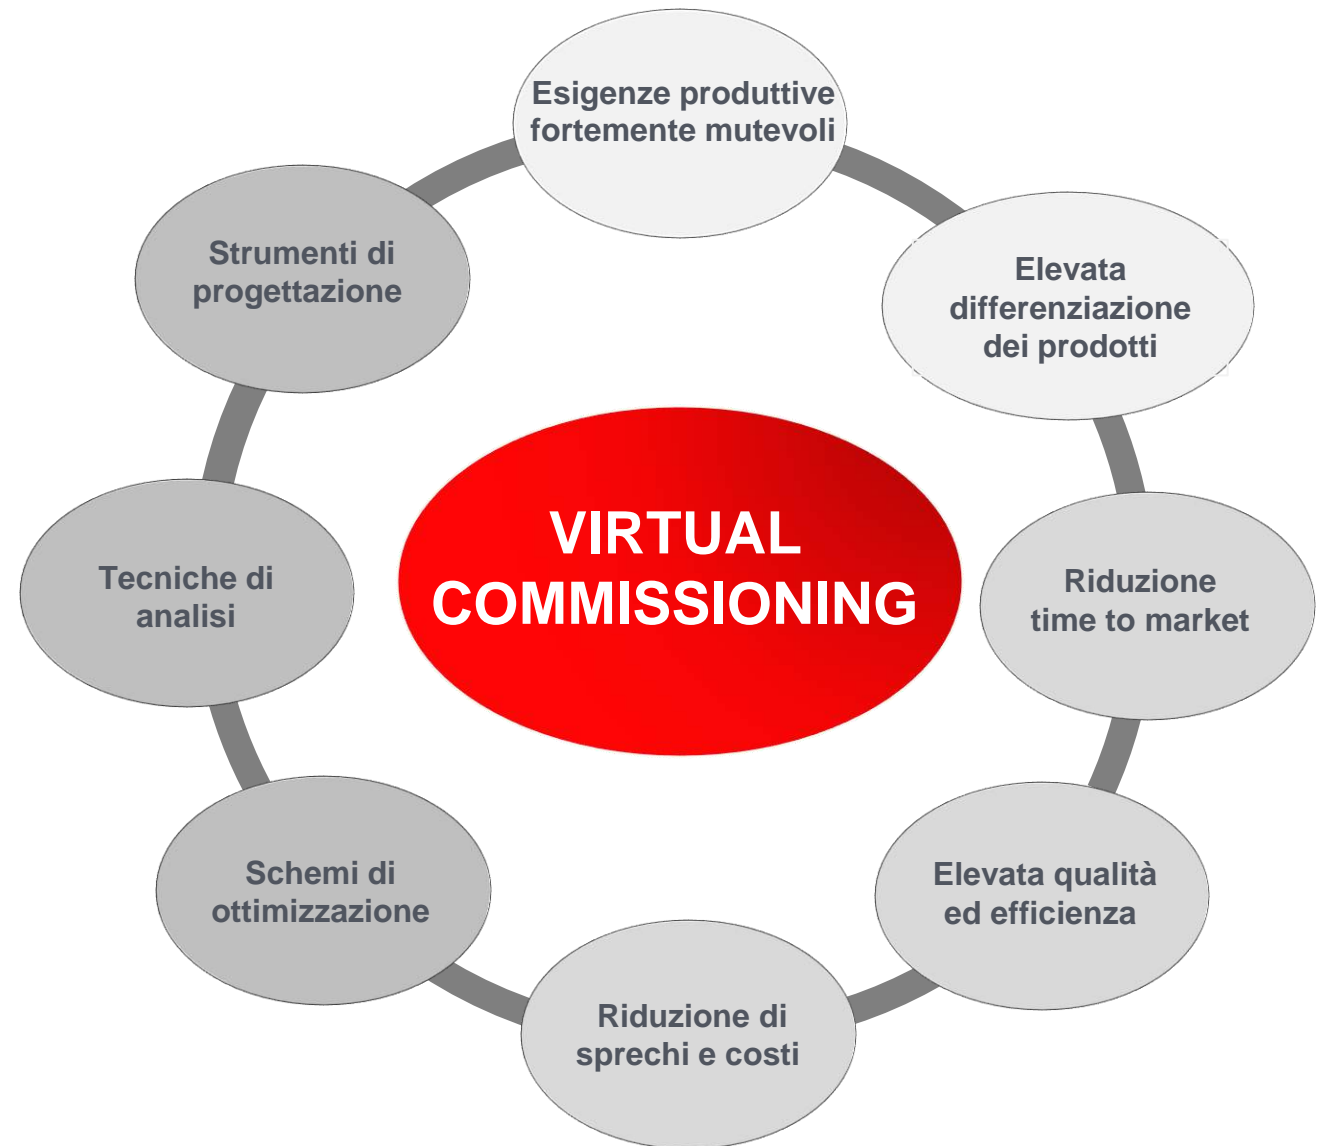 Esigenze produttive
fortemente mutevoli
Strumenti di
progettazione
Elevata
differenziazione
dei prodotti
VIRTUAL
COMMISSIONING
Tecniche di
analisi
Riduzione
time to market
Schemi di
ottimizzazione
Elevata qualità
ed efficienza
Riduzione di
sprechi e costi